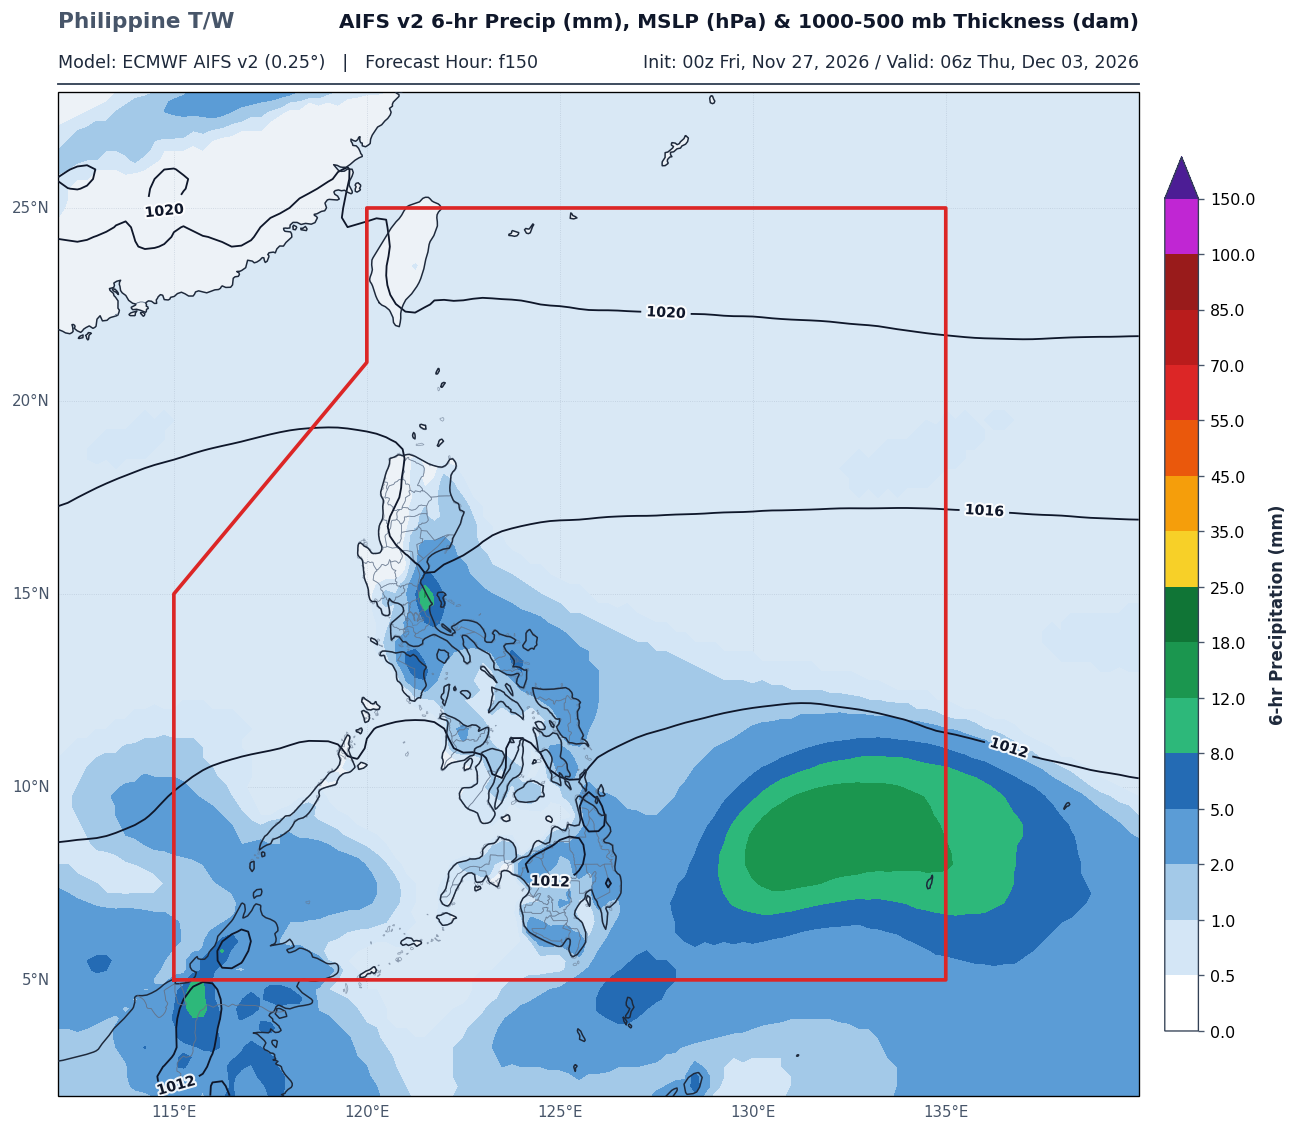 Philippine T/W
AIFS v2 6-hr Precip (mm), MSLP (hPa) & 1000-500 mb Thickness (dam)
Model: ECMWF AIFS v2 (0.25°) | Forecast Hour: f150
Init: 00z Fri, Nov 27, 2026 / Valid: 06z Thu, Dec 03, 2026
25°N
20°N
15°N
10°N
5°N
1020
1020
1016
1012
1012
1012
115°E
120°E
125°E
130°E
135°E
150.0
100.0
85.0
70.0
55.0
45.0
35.0
25.0
18.0
12.0
8.0
5.0
2.0
1.0
0.5
0.0
6-hr Precipitation (mm)